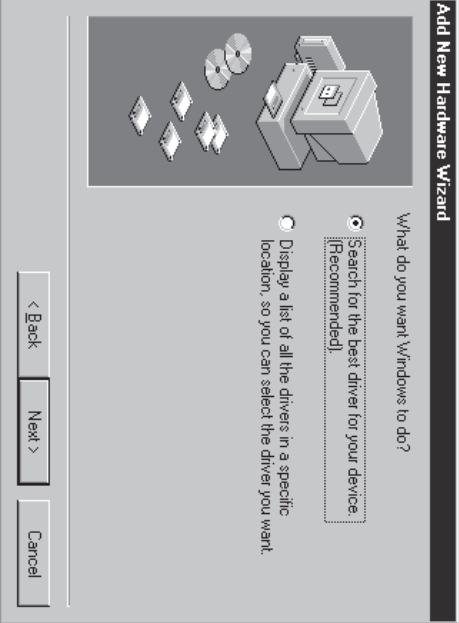 Add New Hardware Wizard
What do you want Windows to do?
Search for the best driver for your device.
(Recommended).
Display a list of all the drivers in a specific
location, so you can select the driver you want.
< Back
Next >
Cancel